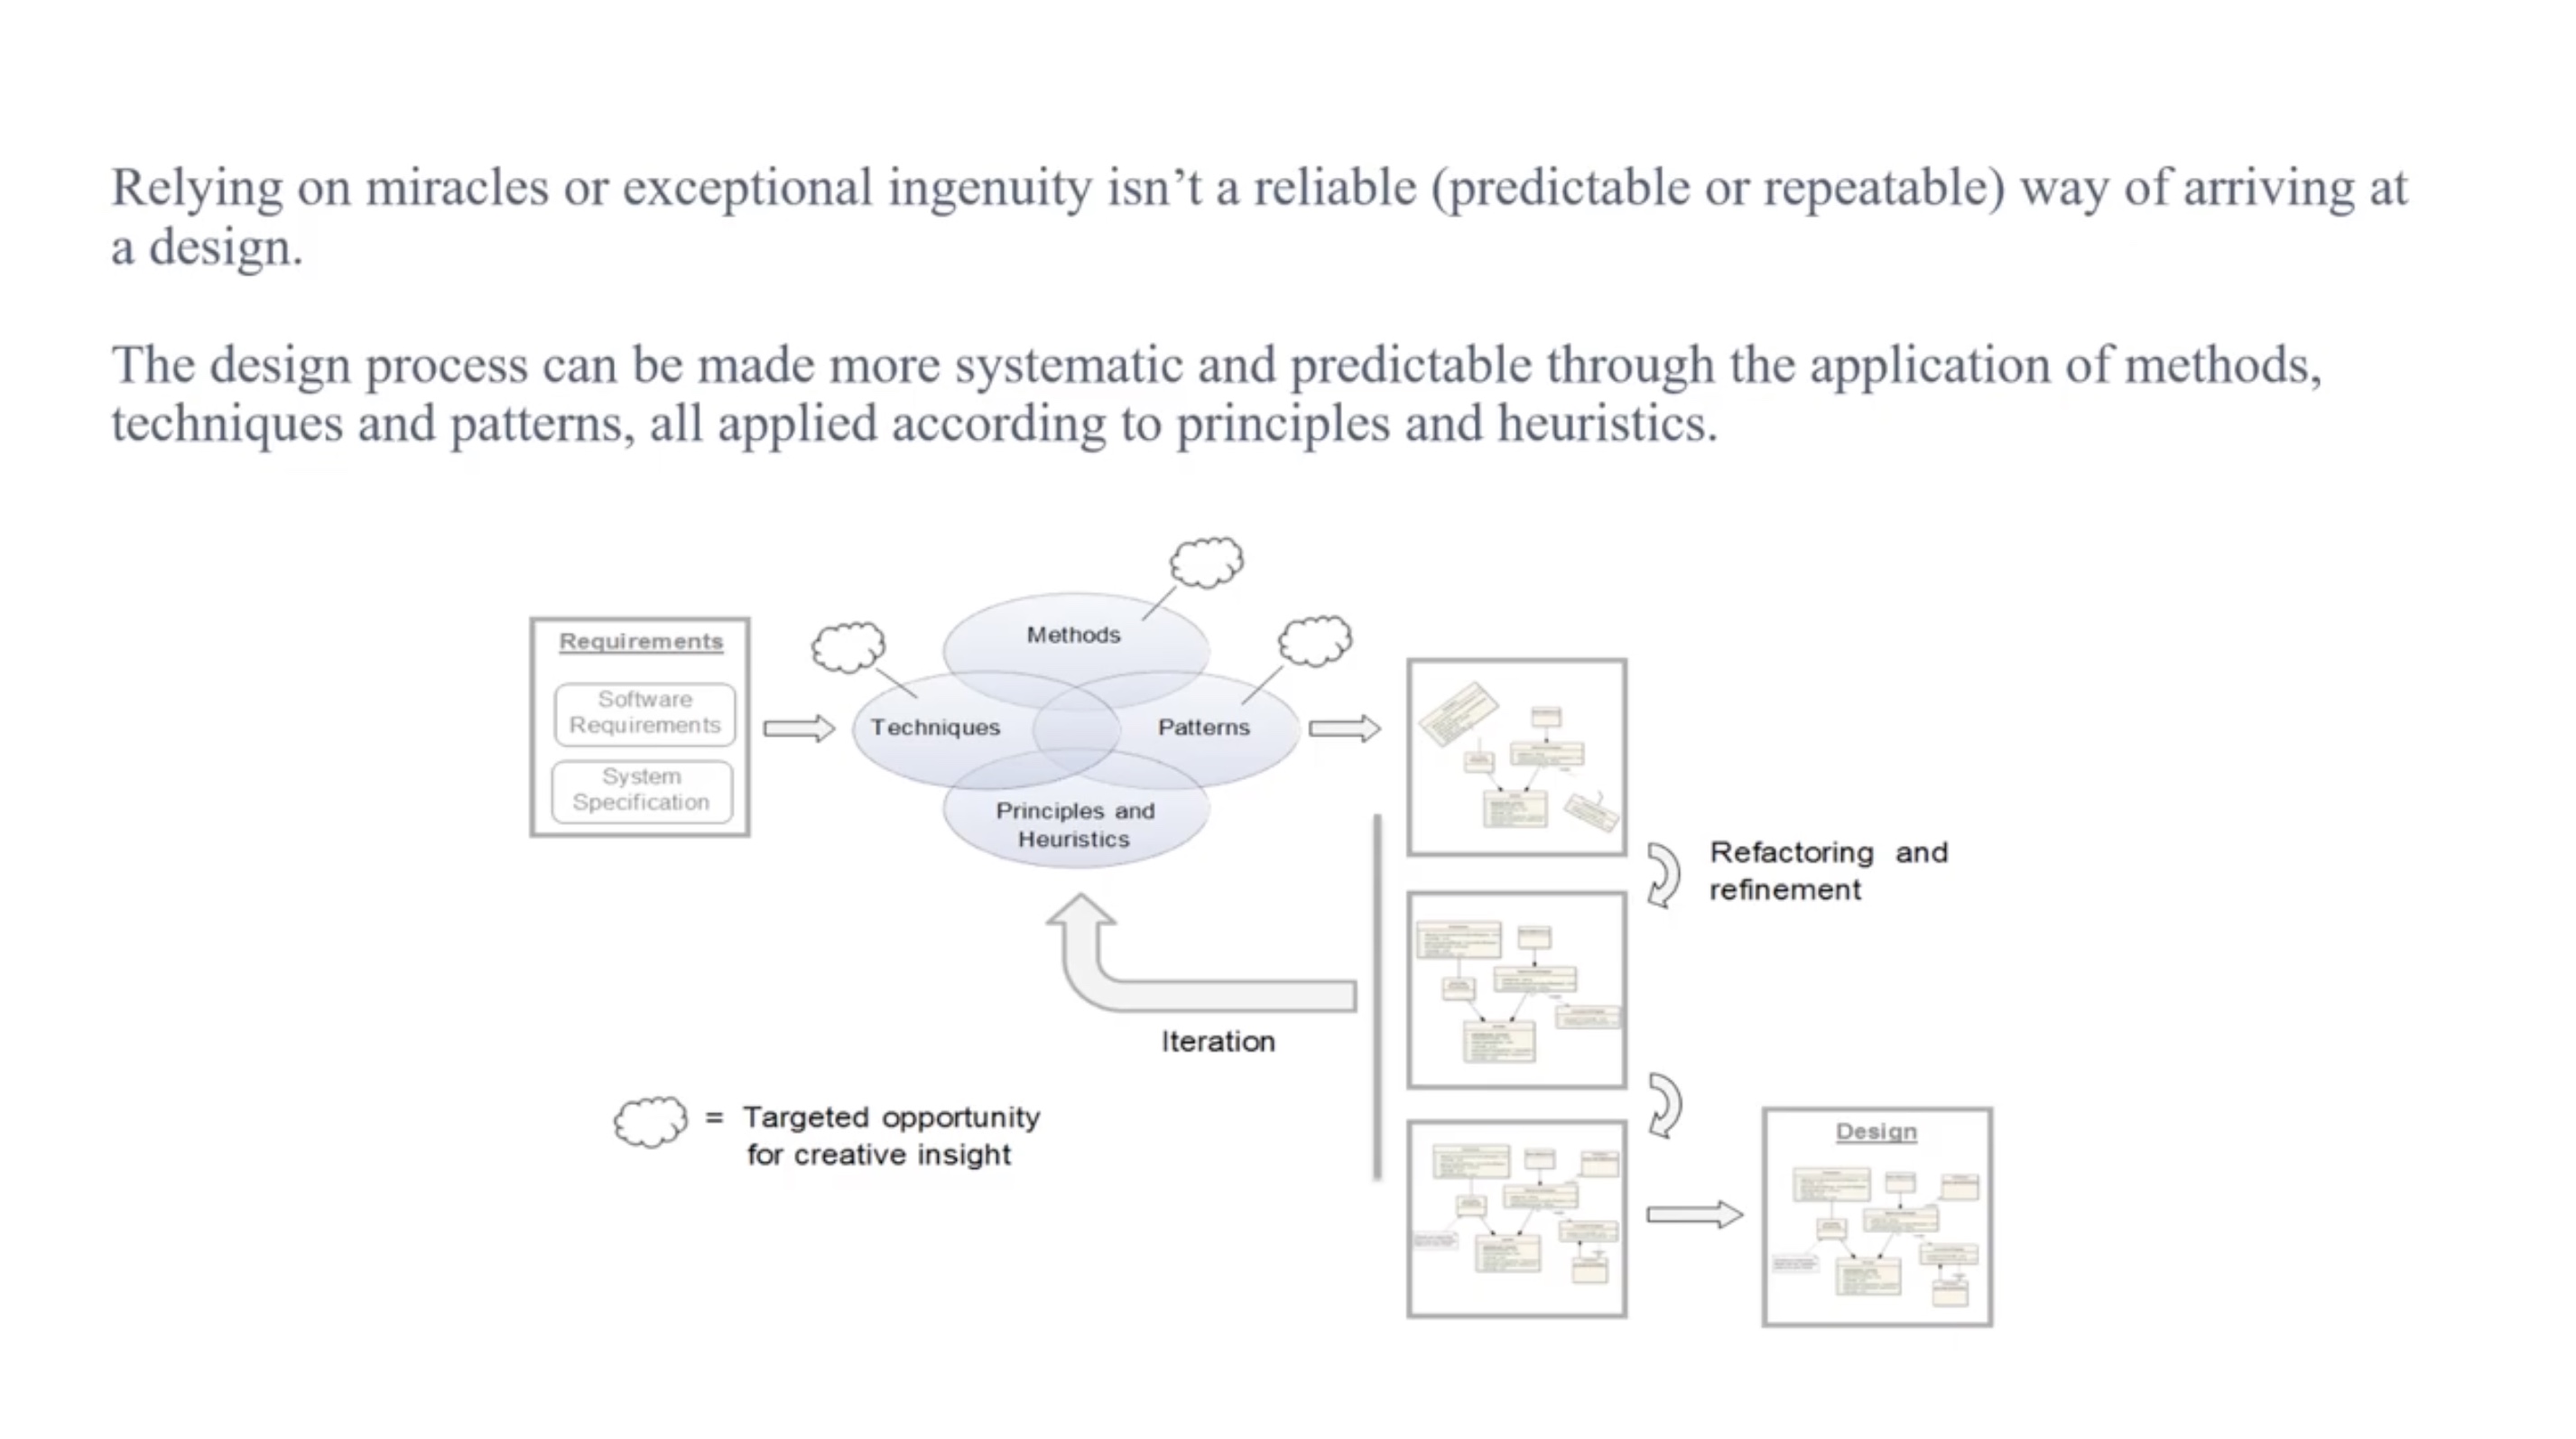 Relying on miracles or exceptional ingenuity isn’t a reliable (predictable or repeatable) way of arriving at
a design.
The design process can be made more systematic and predictable through the application of methods,
techniques and patterns, all applied according to principles and heuristics.
Requirements
Software
Requirements
System
Specification
Methods
Techniques
Patterns
Principles and
Heuristics
Refactoring and
refinement
Iteration
= Targeted opportunity
for creative insight
Design